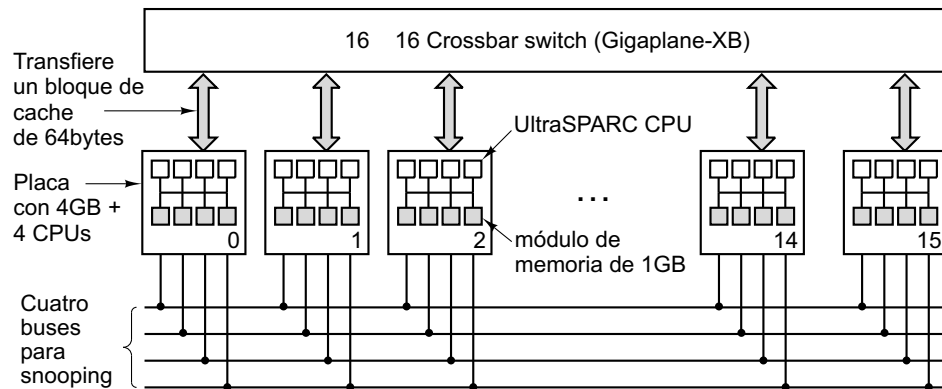 16 16 Crossbar switch (Gigaplane-XB)
Transfiere
un bloque de
cache
de 64bytes
UltraSPARC CPU
Placa
con 4GB +
4 CPUs
0
1
2
...
14
15
módulo de
memoria de 1GB
Cuatro
buses
para
snooping